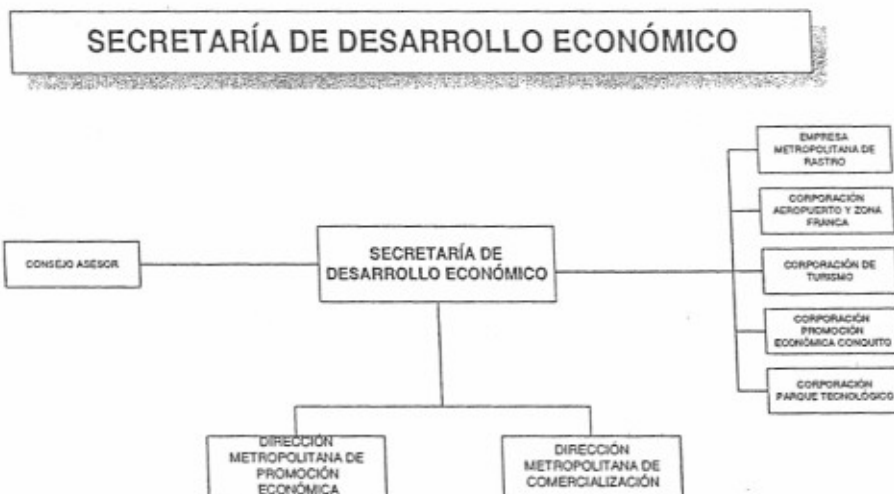 SECRETARÍA DE DESARROLLO ECONÓMICO
EMPRESA
METROPOLITANA DE
RASTRO
CORPORACIÓN
AEROPUERTO Y ZONA
FRANCA
CONSEJO ASESOR
SECRETARÍA DE
DESARROLLO ECONÓMICO
CORPORACIÓN DE
TURISMO
CORPORACIÓN
PROMOCIÓN
ECONÓMICA CONQUITO
CORPORACIÓN
PARQUE TECNOLÓGICO
DIRECCIÓN
METROPOLITANA DE
PROMOCIÓN
ECONÓMICA
DIRECCIÓN
METROPOLITANA DE
COMERCIALIZACIÓN